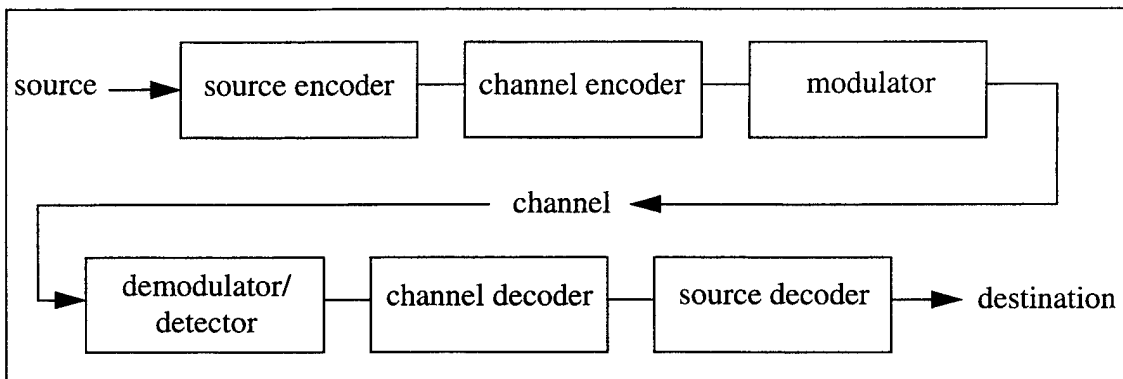 source
source encoder
channel encoder
modulator
channel
demodulator/
detector
channel decoder
source decoder
destination